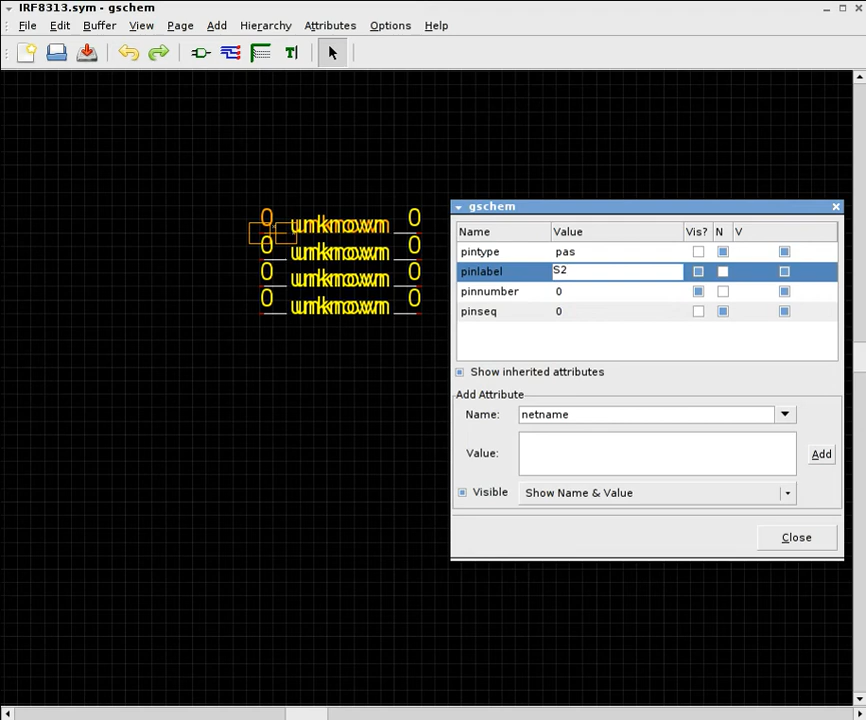 IRF8313.sym - gschem
File Edit Buffer View Page Add Hierarchy Attributes Options Help
T
gschem
Name Value Vis? N V
pintype pas
pinlabel S2
pinnumber 0
pinseq 0
Show inherited attributes
Add Attribute
Name: netname
Value: Add
Visible Show Name & Value
Close
0 unknown 0
0 unknown 0
0 unknown 0
0 unknown 0